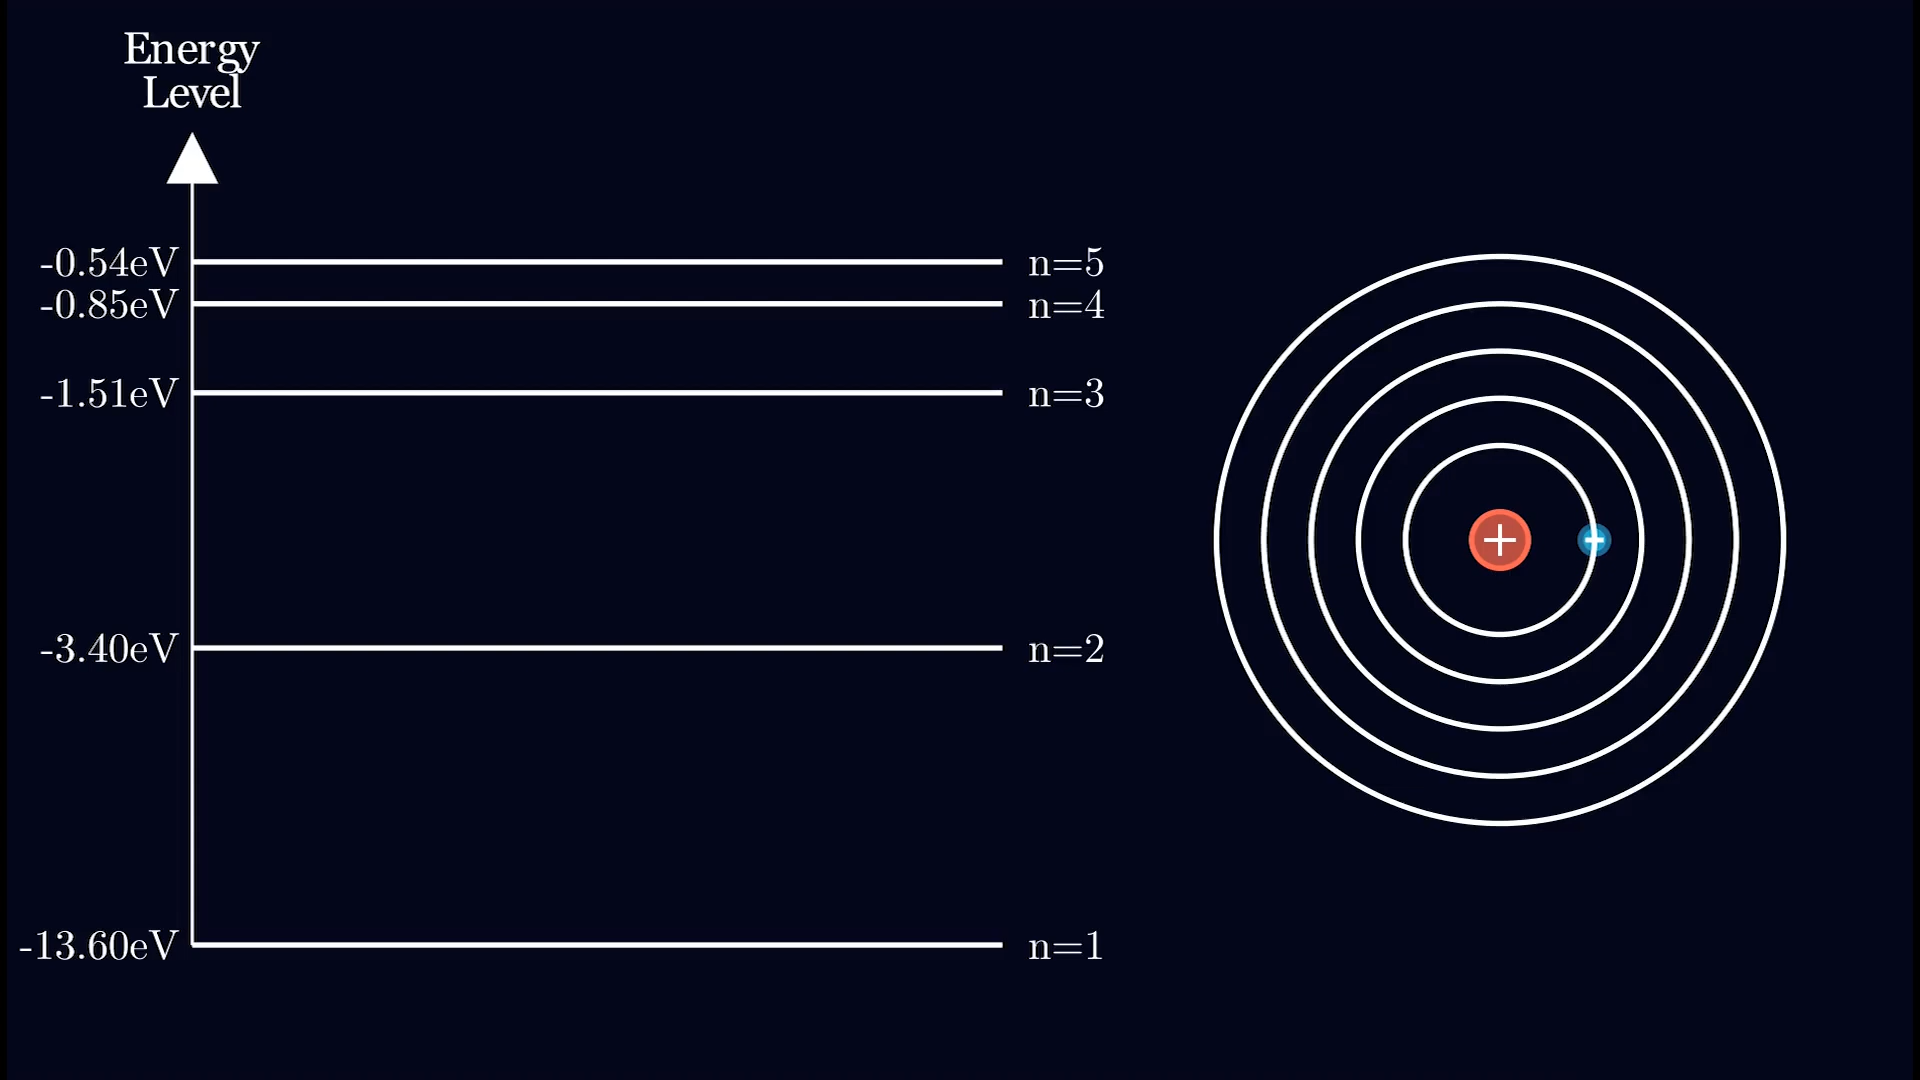 Energy
Level
-0.54eV
n=5
-0.85eV
n=4
-1.51eV
n=3
-3.40eV
n=2
-13.60eV
n=1
+